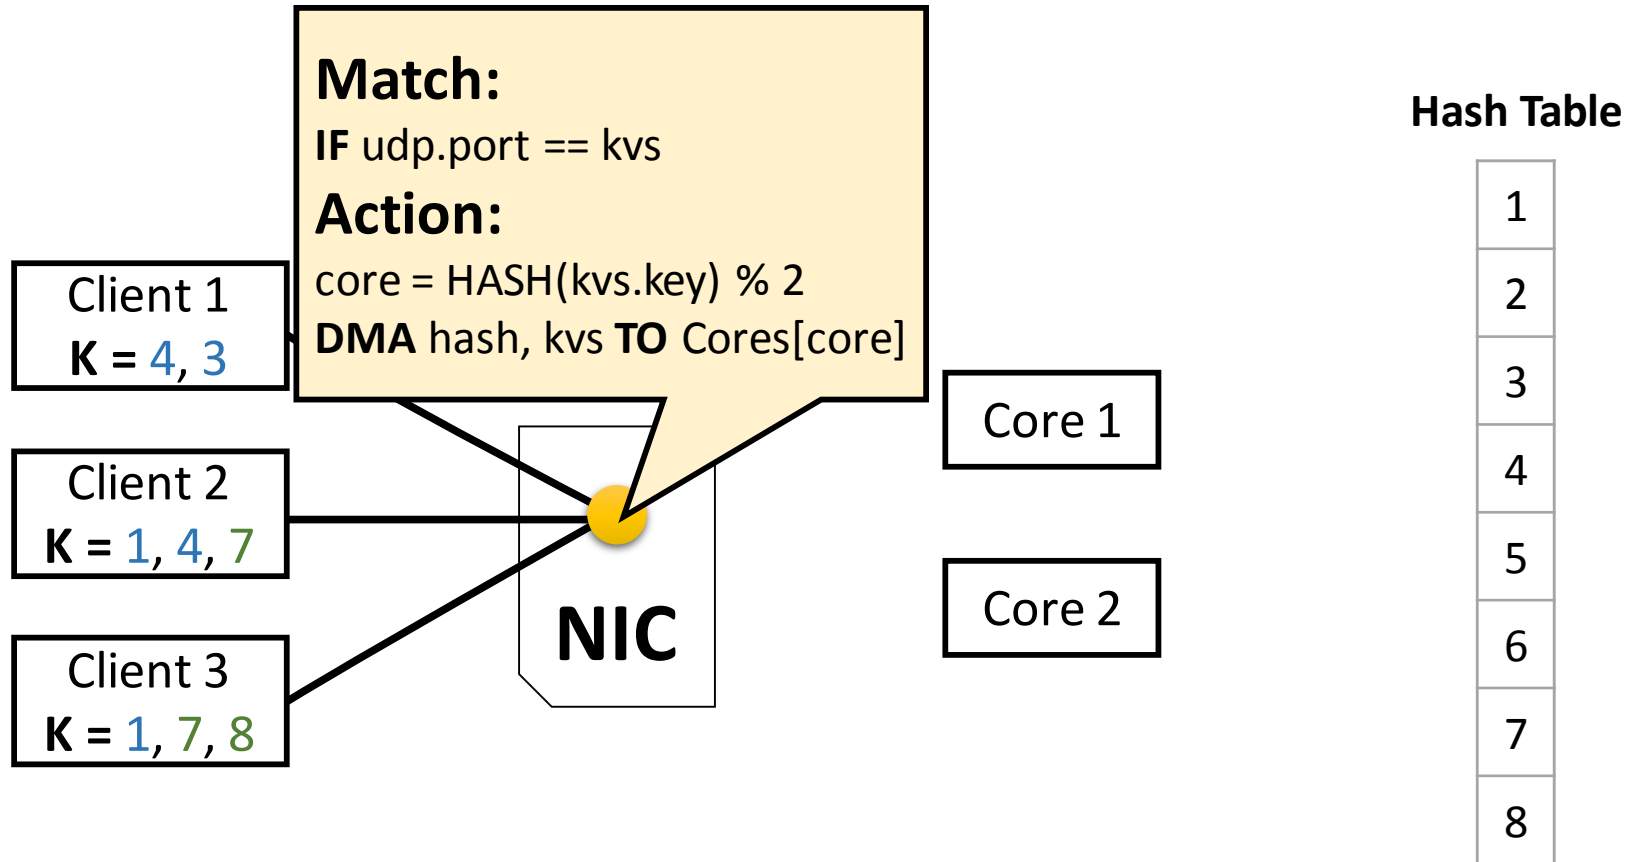 Match:
IF udp.port == kvs
Action:
core = HASH(kvs.key) % 2
DMA hash, kvs TO Cores[core]
Client 1
K = 4, 3
Client 2
K = 1, 4, 7
Client 3
K = 1, 7, 8
NIC
Core 1
Core 2
Hash Table
1
2
3
4
5
6
7
8